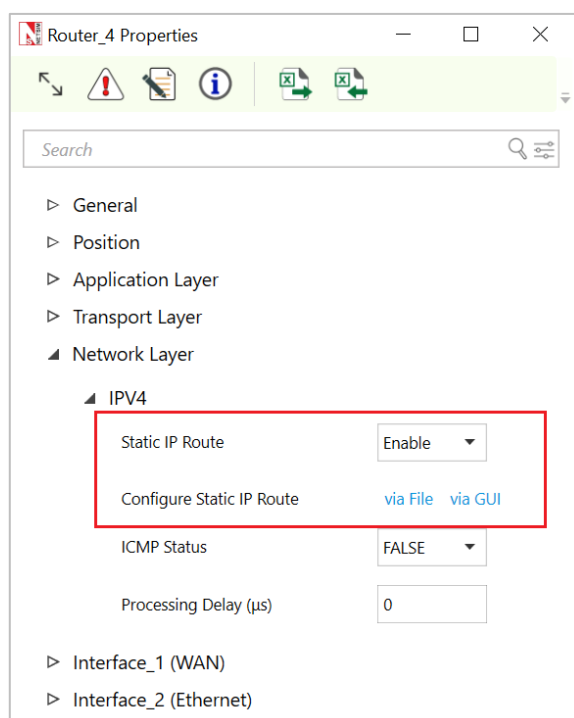 Router_4 Properties
Search
General
Position
Application Layer
Transport Layer
Network Layer
IPV4
Static IP Route Enable
Configure Static IP Route via File via GUI
ICMP Status FALSE
Processing Delay (µs) 0
Interface_1 (WAN)
Interface_2 (Ethernet)